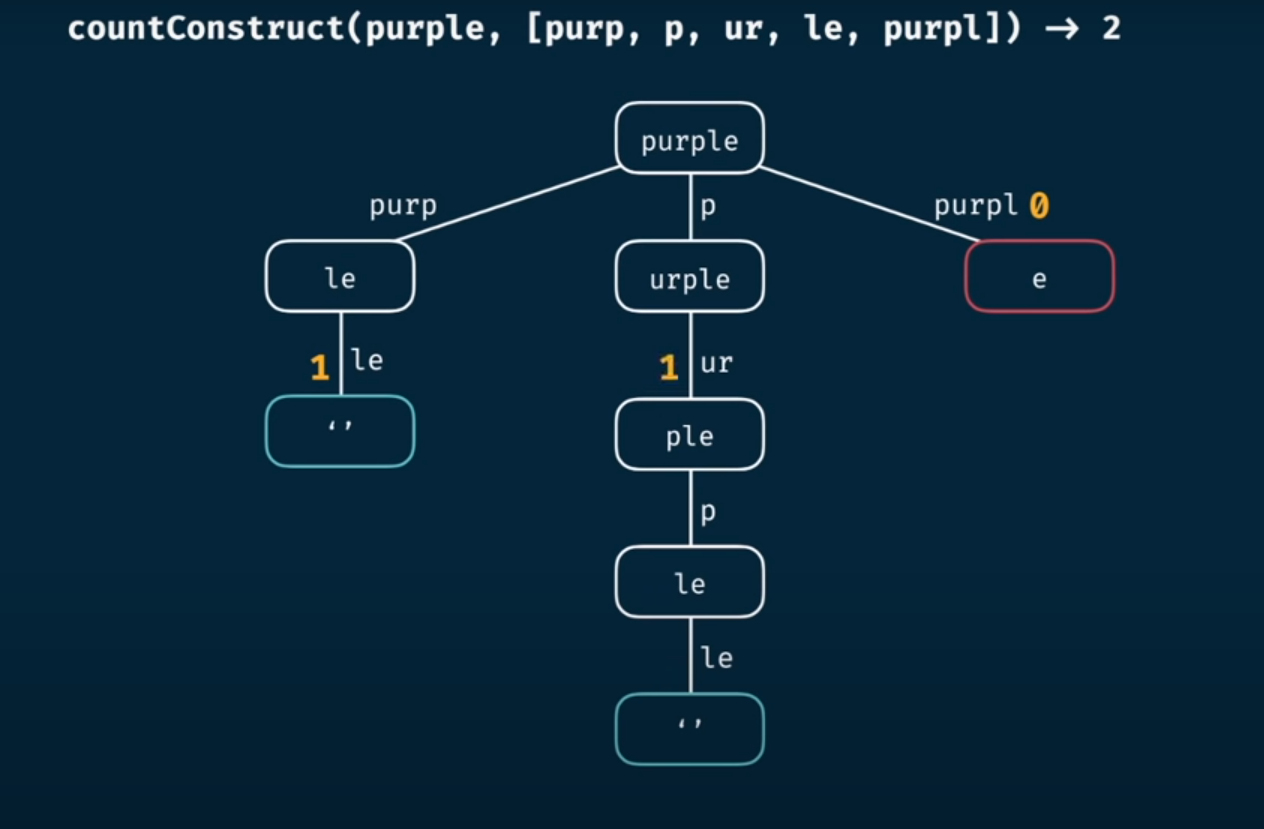 countConstruct(purple, [purp, p, ur, le, purpl]) → 2
purple
purp
p
purpl 0
le
urple
e
1 le
1 ur
‘’
ple
p
le
le
‘’